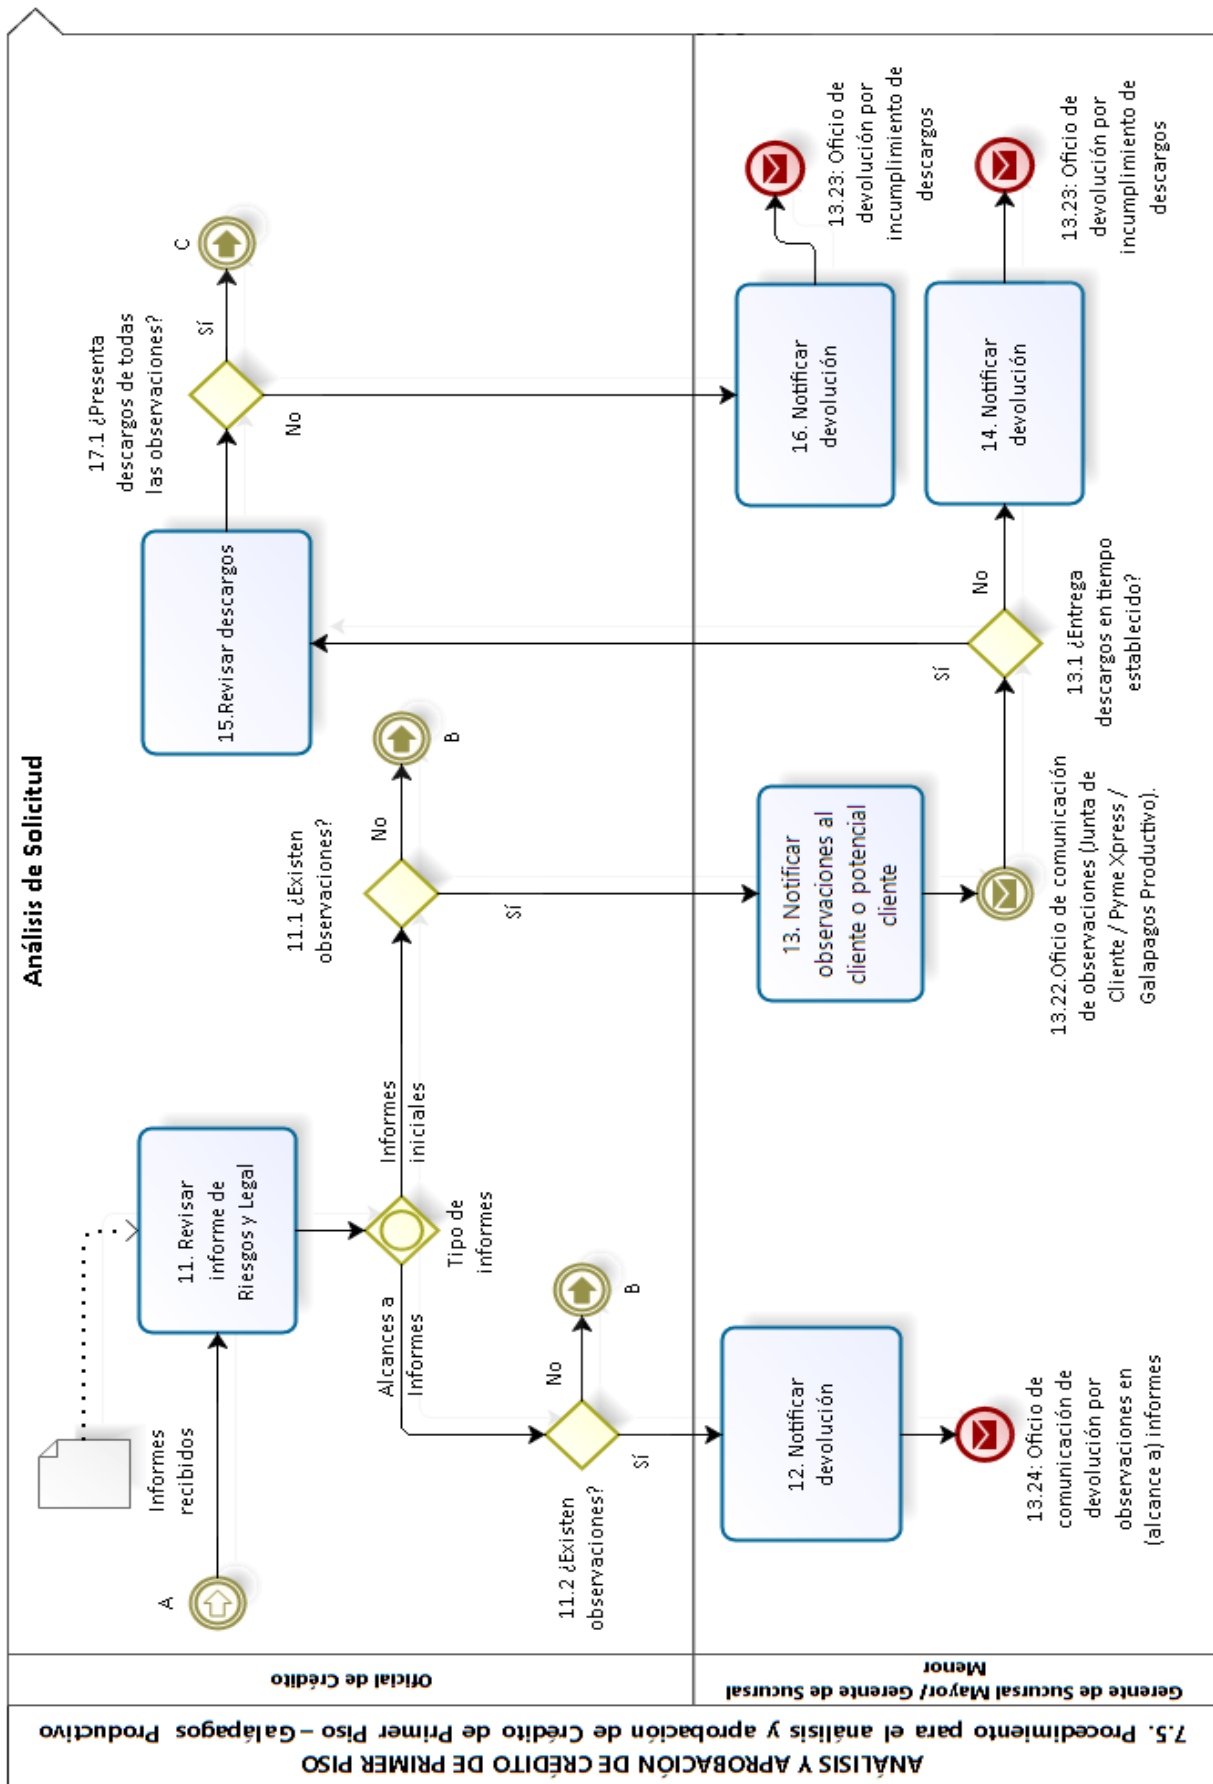 ANÁLISIS Y APROBACIÓN DE CRÉDITO DE PRIMER PISO
7.5. Procedimiento para el análisis y aprobación de Crédito de Primer Piso – Galápagos Productivo
Análisis de Solicitud
Oficial de Crédito
A
Informes
recibidos
11. Revisar
informe de
Riesgos y Legal
Tipo de
informes
Alcances a
Informes
Informes
iniciales
11.2 ¿Existen
observaciones?
No
B
Sí
11.1 ¿Existen
observaciones?
No
B
Sí
15.Revisar descargos
17.1 ¿Presenta
descargos de todas
las observaciones?
Sí
C
No
Gerente de Sucursal Mayor/ Gerente de Sucursal
Menor
12. Notificar
devolución
13.24: Oficio de
comunicación de
devolución por
observaciones en
(alcance a) informes
13. Notificar
observaciones al
cliente o potencial
cliente
13.22.Oficio de comunicación
de observaciones (Junta de
Cliente / Pyme Xpress /
Galapagos Productivo).
Sí
13.1 ¿Entrega
descargos en tiempo
establecido?
No
16. Notificar
devolución
13.23: Oficio de
devolución por
incumplimiento de
descargos
14. Notificar
devolución
13.23: Oficio de
devolución por
incumplimiento de
descargos